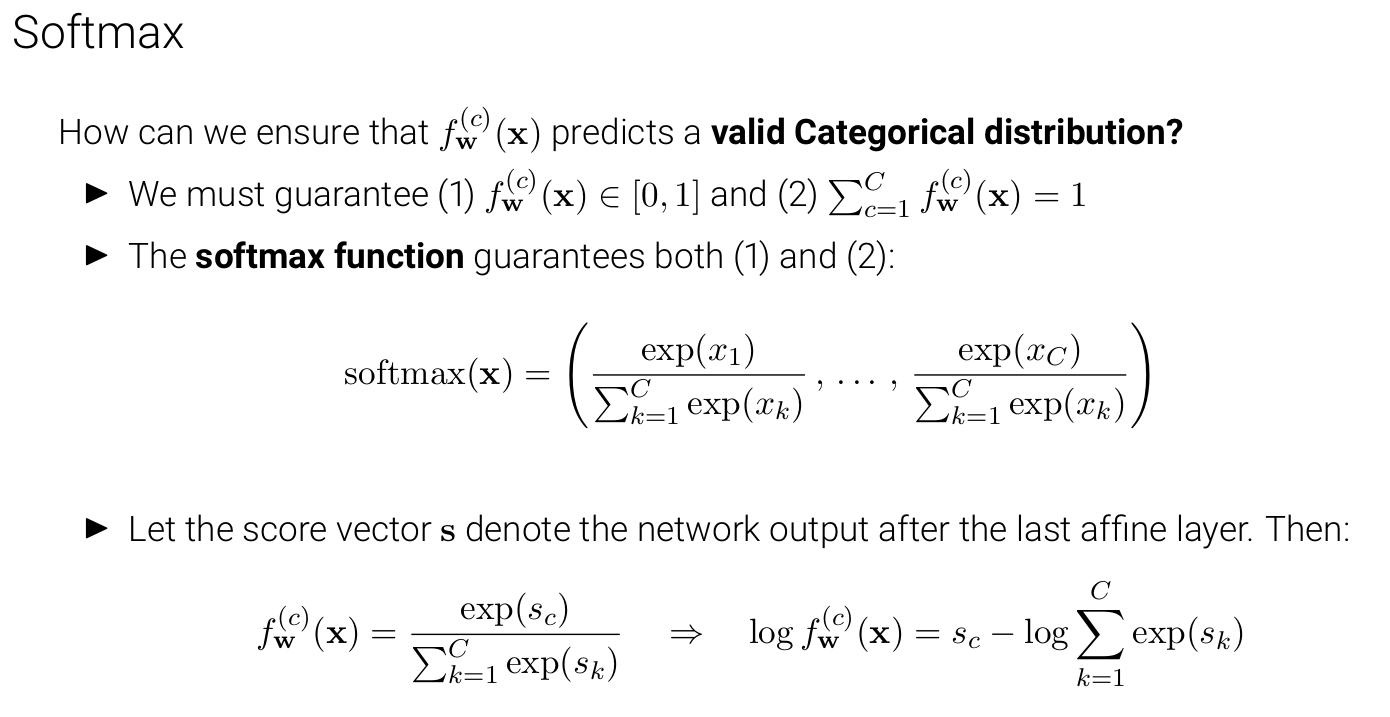 Softmax
How can we ensure that $f_{\mathbf{w}}^{(c)}(\mathbf{x})$ predicts a valid Categorical distribution?
► We must guarantee (1) $f_{\mathbf{w}}^{(c)}(\mathbf{x}) \in [0, 1]$ and (2) $\sum_{c=1}^{C} f_{\mathbf{w}}^{(c)}(\mathbf{x}) = 1$
► The softmax function guarantees both (1) and (2):
$\text{softmax}(\mathbf{x}) = \left( \frac{\exp(x_1)}{\sum_{k=1}^{C} \exp(x_k)}, \ldots, \frac{\exp(x_C)}{\sum_{k=1}^{C} \exp(x_k)} \right)$
► Let the score vector $\mathbf{s}$ denote the network output after the last affine layer. Then:
$f_{\mathbf{w}}^{(c)}(\mathbf{x}) = \frac{\exp(s_c)}{\sum_{k=1}^{C} \exp(s_k)} \quad \Rightarrow \quad \log f_{\mathbf{w}}^{(c)}(\mathbf{x}) = s_c - \log \sum_{k=1}^{C} \exp(s_k)$